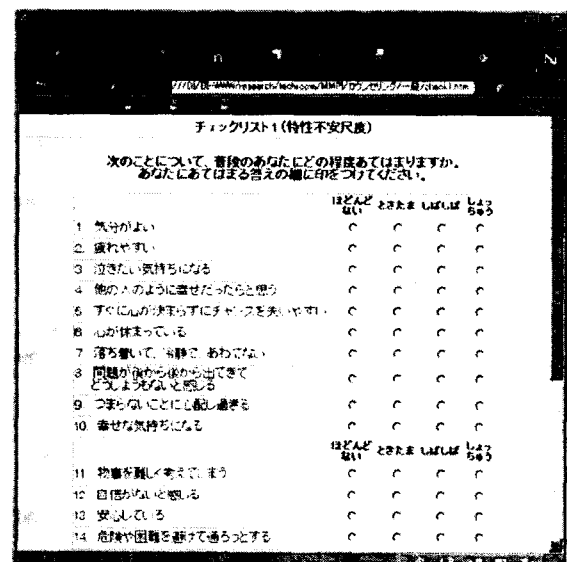 チェックリスト1(特性不安尺度)
次のことについて、普段のあなたにどの程度あてはまりますか。
あなたにあてはまる答えの欄に印をつけてください。
ほとんどない ときたま しばしば しょっちゅう
1 気分がよい
2. 疲れやすい
3 泣きたい気持ちになる
4 他の人のように幸せだったらと思う
5 すぐに心が決まらずにチャンスを失いやすい
6. 心が休まっている
7 落ち着いて、冷静で、あわてない
8 問題が後から後から出てきて
どうしようもないと感じる
9. つまらないことに心配し過ぎる
10. 幸せな気持ちになる
ほとんどない ときたま しばしば しょっちゅう
11 物事を難しく考えてしまう
12 自信がないと感じる
13 安心している
14 危険や困難を避けて通ろうとする